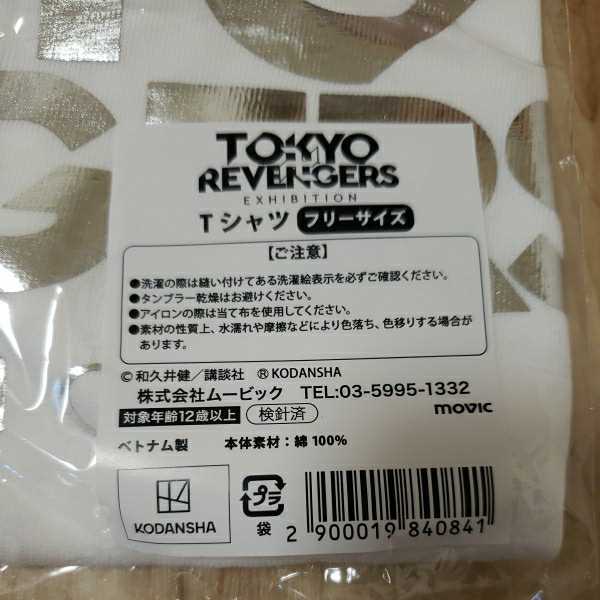 TOKYO
REVENGERS
EXHIBITION
Tシャツ フリーサイズ
【ご注意】
●洗濯の際は縫い付けてある洗濯絵表示を必ずご確認ください。
●タンブラー乾燥はお避けください。
●アイロンの際は当て布を使用してください。
●素材の性質上、水濡れや摩擦などにより色落ち、色移りする場合が
あります。
© 和久井健／講談社 ® KODANSHA
株式会社ムービック TEL:03-5995-1332
対象年齢12歳以上 検針済 movic
ベトナム製 本体素材：綿 100%
KODANSHA
プラ
袋
2 900019 840841